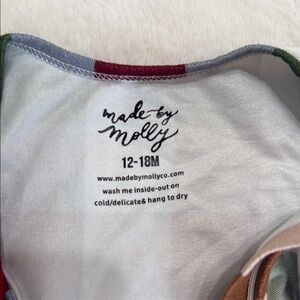 made by
molly
12-18M
www.madebymollyco.com
wash me inside-out on
cold/delicate& hang to dry